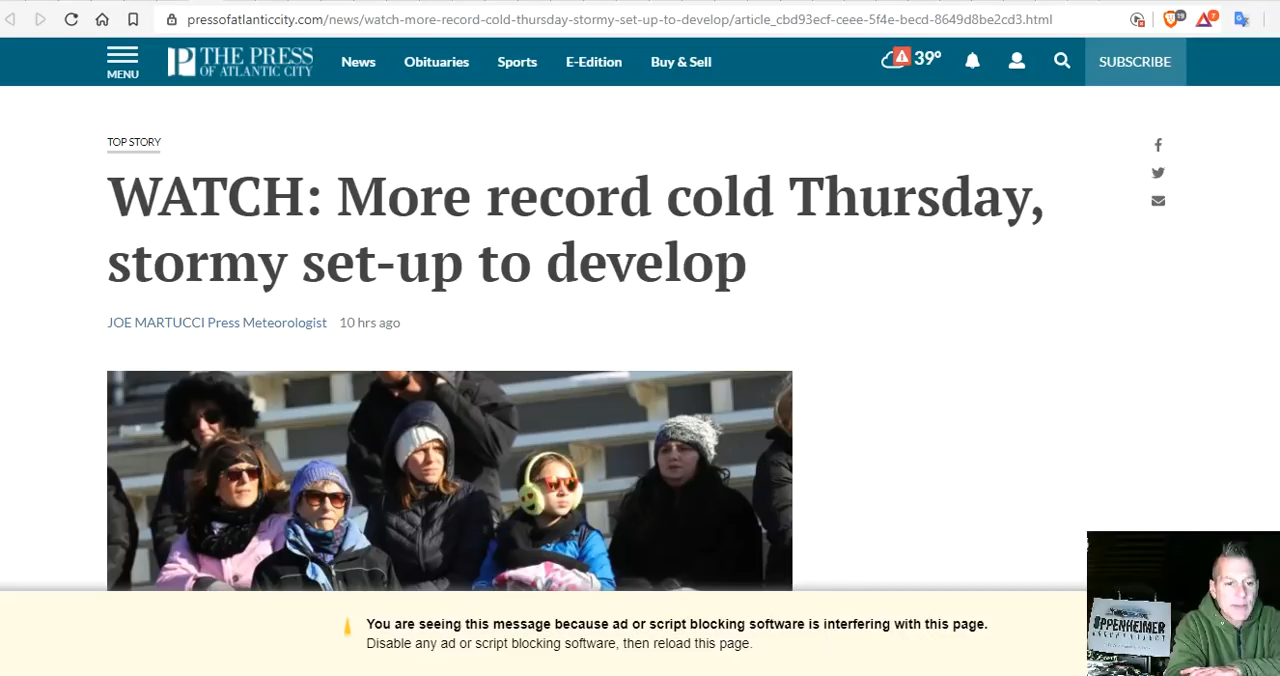 pressofatlanticcity.com/news/watch-more-record-cold-thursday-stormy-set-up-to-develop/article_cbd93ecf-ceee-5f4e-becd-8649d8be2cd3.html
19
MENU
THE PRESS
OF ATLANTIC CITY
News
Obituaries
Sports
E-Edition
Buy & Sell
39°
SUBSCRIBE
TOP STORY
WATCH: More record cold Thursday,
stormy set-up to develop
JOE MARTUCCI Press Meteorologist 10 hrs ago
You are seeing this message because ad or script blocking software is interfering with this page.
Disable any ad or script blocking software, then reload this page.
OPPENHEIMER